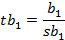 tb₁ = b₁/sb₁